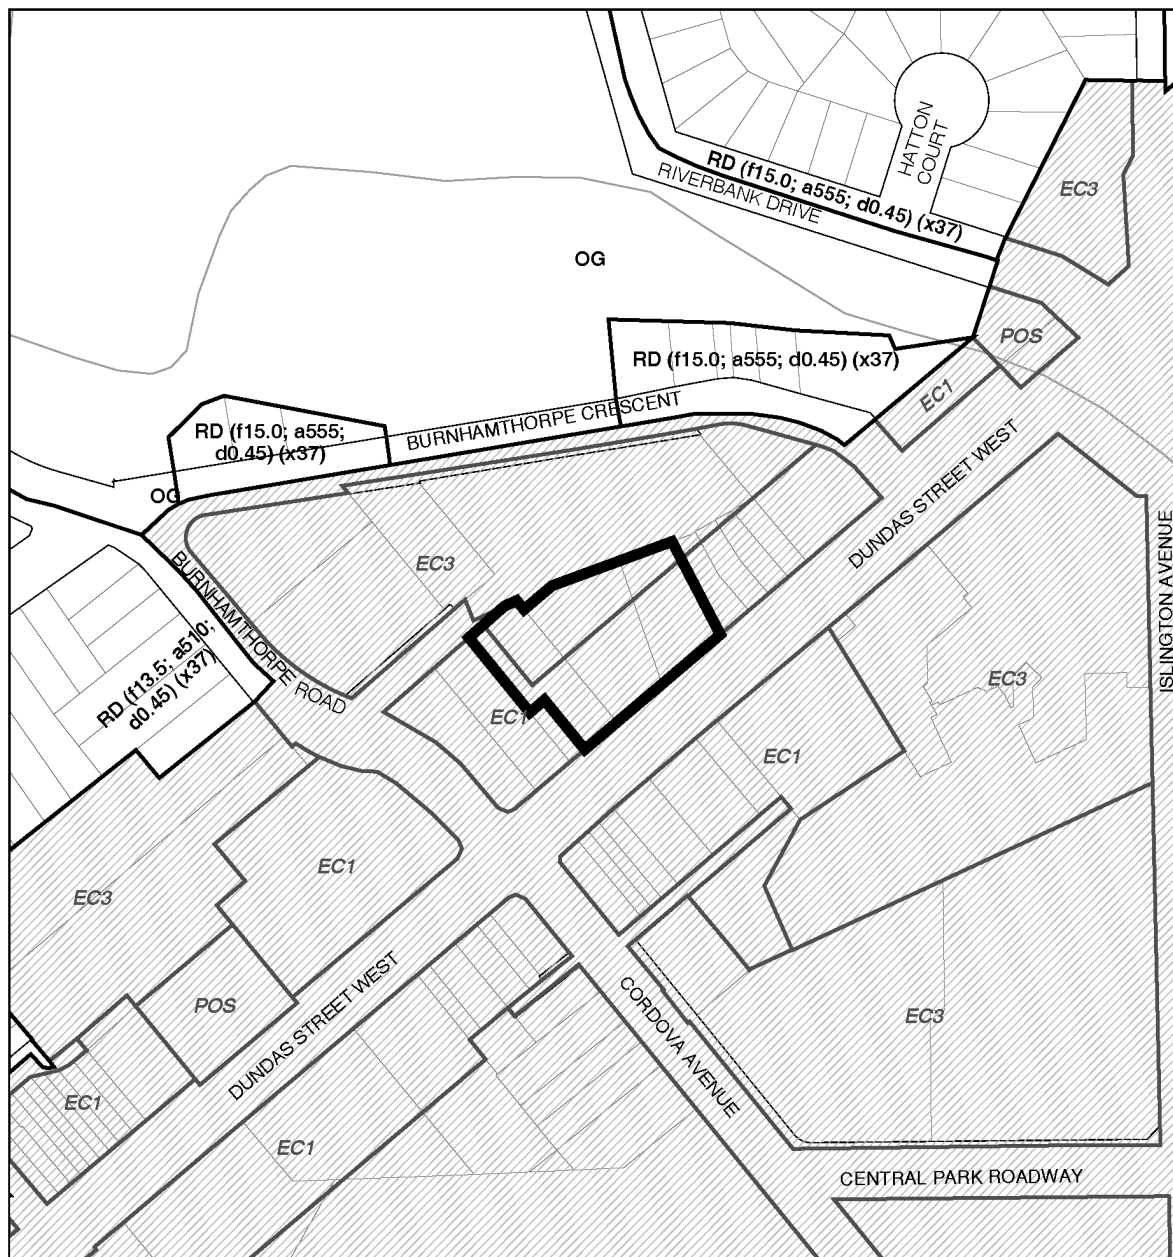 HATTON
COURT
RD (f15.0; a555; d0.45) (x37)
RIVERBANK DRIVE
EC3
OG
POS
RD (f15.0; a555; d0.45) (x37)
EC1
BURNHAMTHORPE CRESCENT
RD (f15.0; a555;
d0.45) (x37)
OG
DUNDAS STREET WEST
ISLINGTON AVENUE
EC3
BURNHAMTHORPE ROAD
RD (f13.5; a510;
d0.45) (x37)
EC3
EC1
EC1
EC1
EC3
POS
DUNDAS STREET WEST
CORDOVA AVENUE
EC3
EC1
EC1
CENTRAL PARK ROADWAY